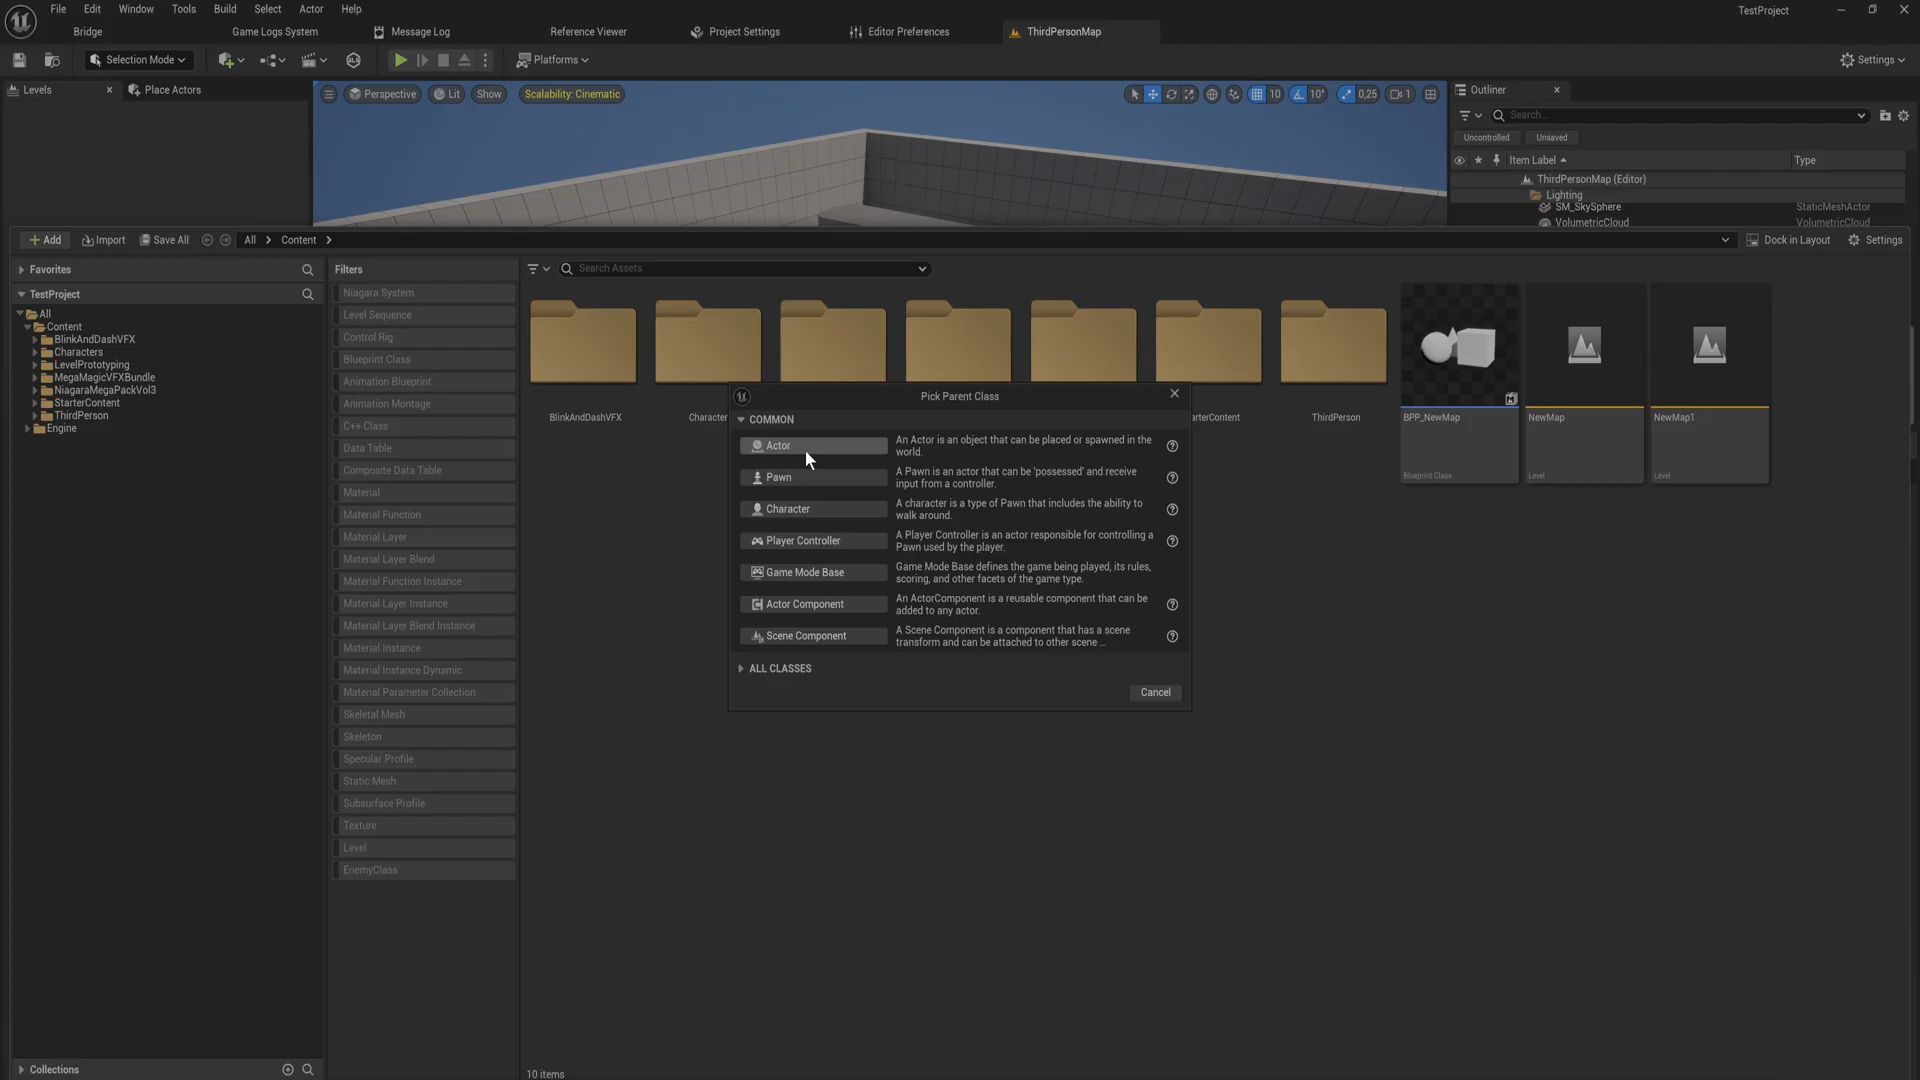 File Edit Window Tools Build Select Actor Help
TestProject
Bridge
Game Logs System
Message Log
Reference Viewer
Project Settings
Editor Preferences
ThirdPersonMap
Selection Mode
Platforms
Settings
Levels
Place Actors
Perspective
Lit
Show
Scalability: Cinematic
10
10°
0,25
1
Outliner
Search...
Uncontrolled
Unsaved
Item Label
Type
ThirdPersonMap (Editor)
Lighting
SM_SkySphere
StaticMeshActor
VolumetricCloud
VolumetricCloud
Add
Import
Save All
All
Content
Dock in Layout
Settings
Favorites
TestProject
All
Content
BlinkAndDashVFX
Characters
LevelPrototyping
MegaMagicVFXBundle
NiagaraMegaPackVol3
StarterContent
ThirdPerson
Engine
Collections
Filters
Niagara System
Level Sequence
Control Rig
Blueprint Class
Animation Blueprint
Animation Montage
C++ Class
Data Table
Composite Data Table
Material
Material Function
Material Layer
Material Layer Blend
Material Function Instance
Material Layer Instance
Material Layer Blend Instance
Material Instance
Material Instance Dynamic
Material Parameter Collection
Skeletal Mesh
Skeleton
Specular Profile
Static Mesh
Subsurface Profile
Texture
Level
EnemyClass
Search Assets
BlinkAndDashVFX
Character
arterContent
ThirdPerson
BPP_NewMap
Blueprint Class
NewMap
Level
NewMap1
Level
Pick Parent Class
COMMON
Actor
An Actor is an object that can be placed or spawned in the
world.
Pawn
A Pawn is an actor that can be 'possessed' and receive
input from a controller.
Character
A character is a type of Pawn that includes the ability to
walk around.
Player Controller
A Player Controller is an actor responsible for controlling a
Pawn used by the player.
Game Mode Base
Game Mode Base defines the game being played, its rules,
scoring, and other facets of the game type.
Actor Component
An ActorComponent is a reusable component that can be
added to any actor.
Scene Component
A Scene Component is a component that has a scene
transform and can be attached to other scene ...
ALL CLASSES
Cancel
10 items